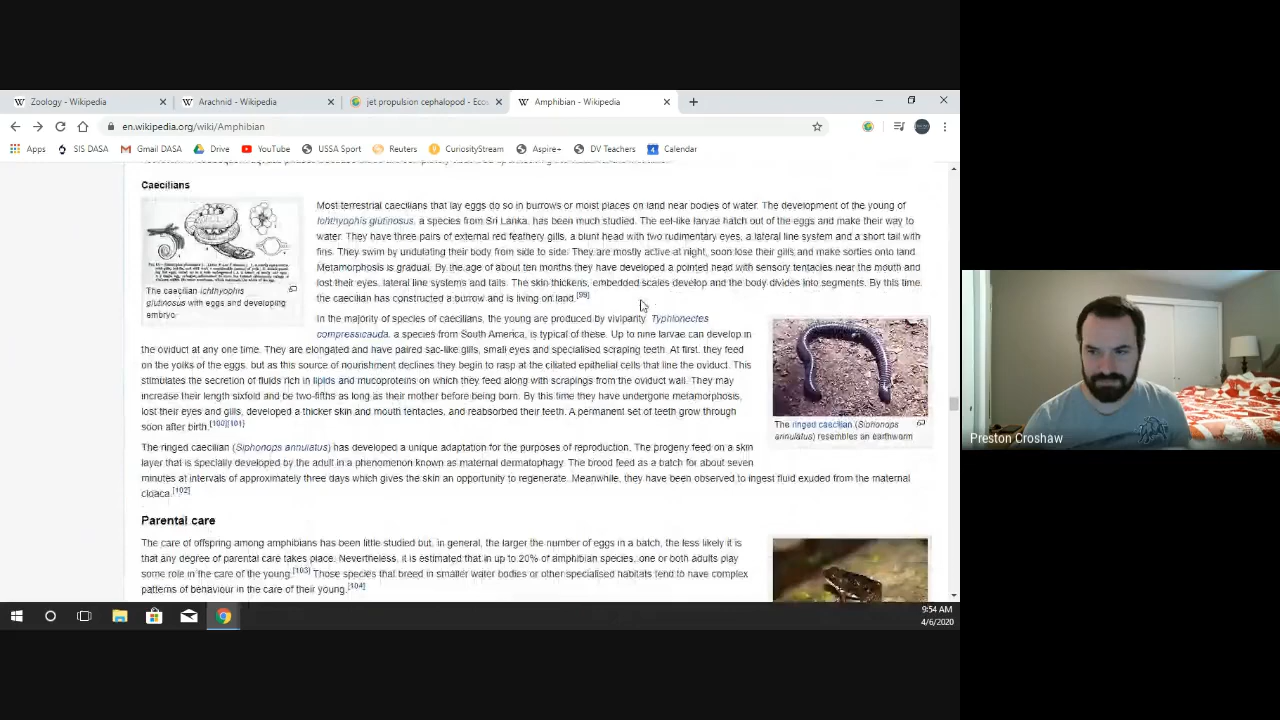 Zoology - Wikipedia
Arachnid - Wikipedia
jet propulsion cephalopod - Ecos
Amphibian - Wikipedia
en.wikipedia.org/wiki/Amphibian
Apps SIS DASA Gmail DASA Drive YouTube USSA Sport Reuters CuriosityStream Aspire+ DV Teachers Calendar
Caecilians
Most terrestrial caecilians that lay eggs do so in burrows or moist places on land near bodies of water. The development of the young of
Ichthyophis glutinosus, a species from Sri Lanka, has been much studied. The eel-like larvae hatch out of the eggs and make their way to
water. They have three pairs of external red feathery gills, a blunt head with two rudimentary eyes, a lateral line system and a short tail with
fins. They swim by undulating their body from side to side. They are mostly active at night, soon lose their gills and make sorties onto land.
Metamorphosis is gradual. By the age of about ten months they have developed a pointed head with sensory tentacles near the mouth and
lost their eyes, lateral line systems and tails. The skin thickens, embedded scales develop and the body divides into segments. By this time,
the caecilian has constructed a burrow and is living on land.[99]
The caecilian Ichthyophis
glutinosus with eggs and developing
embryo
In the majority of species of caecilians, the young are produced by viviparity. Typhlonectes
compressicauda, a species from South America, is typical of these. Up to nine larvae can develop in
the oviduct at any one time. They are elongated and have paired sac-like gills, small eyes and specialised scraping teeth. At first, they feed
on the yolks of the eggs, but as this source of nourishment declines they begin to rasp at the ciliated epithelial cells that line the oviduct. This
stimulates the secretion of fluids rich in lipids and mucoproteins on which they feed along with scrapings from the oviduct wall. They may
increase their length sixfold and be two-fifths as long as their mother before being born. By this time they have undergone metamorphosis,
lost their eyes and gills, developed a thicker skin and mouth tentacles, and reabsorbed their teeth. A permanent set of teeth grow through
soon after birth.[100][101]
The ringed caecilian (Siphonops
annulatus) resembles an earthworm
The ringed caecilian (Siphonops annulatus) has developed a unique adaptation for the purposes of reproduction. The progeny feed on a skin
layer that is specially developed by the adult in a phenomenon known as maternal dermatophagy. The brood feed as a batch for about seven
minutes at intervals of approximately three days which gives the skin an opportunity to regenerate. Meanwhile, they have been observed to ingest fluid exuded from the maternal
cloaca.[102]
Parental care
The care of offspring among amphibians has been little studied but, in general, the larger the number of eggs in a batch, the less likely it is
that any degree of parental care takes place. Nevertheless, it is estimated that in up to 20% of amphibian species, one or both adults play
some role in the care of the young.[103] Those species that breed in smaller water bodies or other specialised habitats tend to have complex
patterns of behaviour in the care of their young.[104]
9:54 AM
4/6/2020
Preston Croshaw